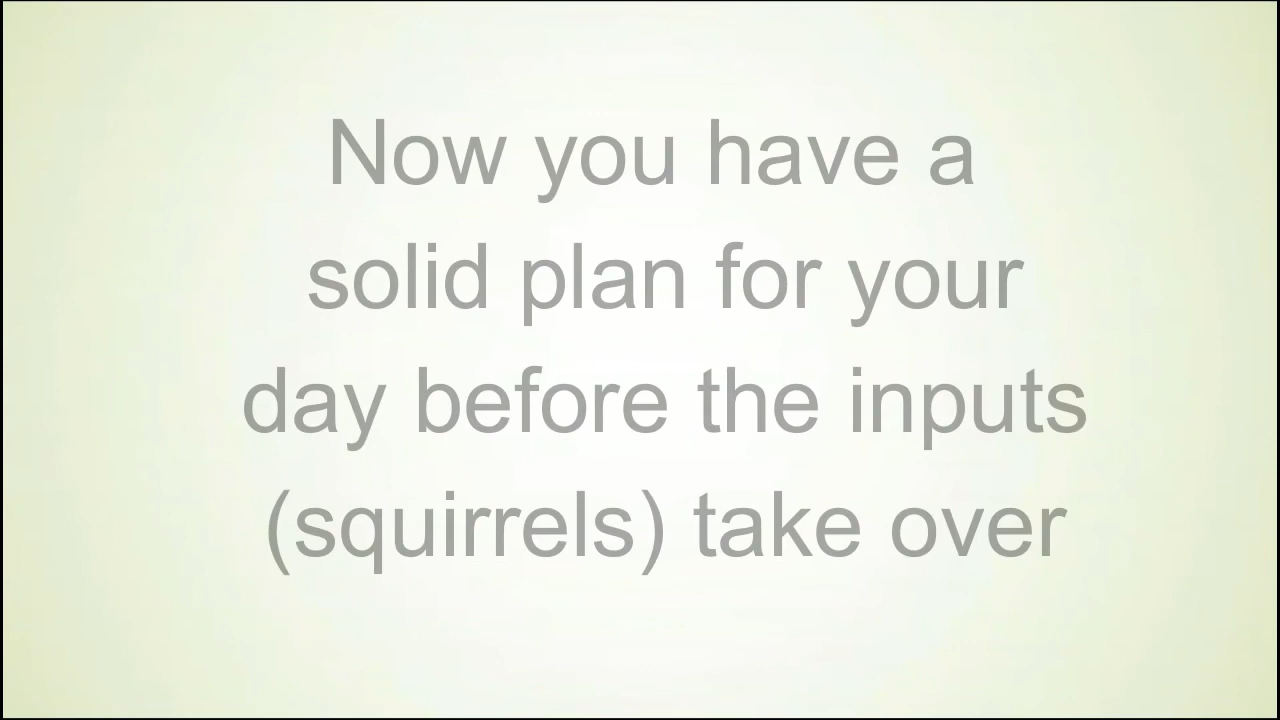 Now you have a
solid plan for your
day before the inputs
(squirrels) take over